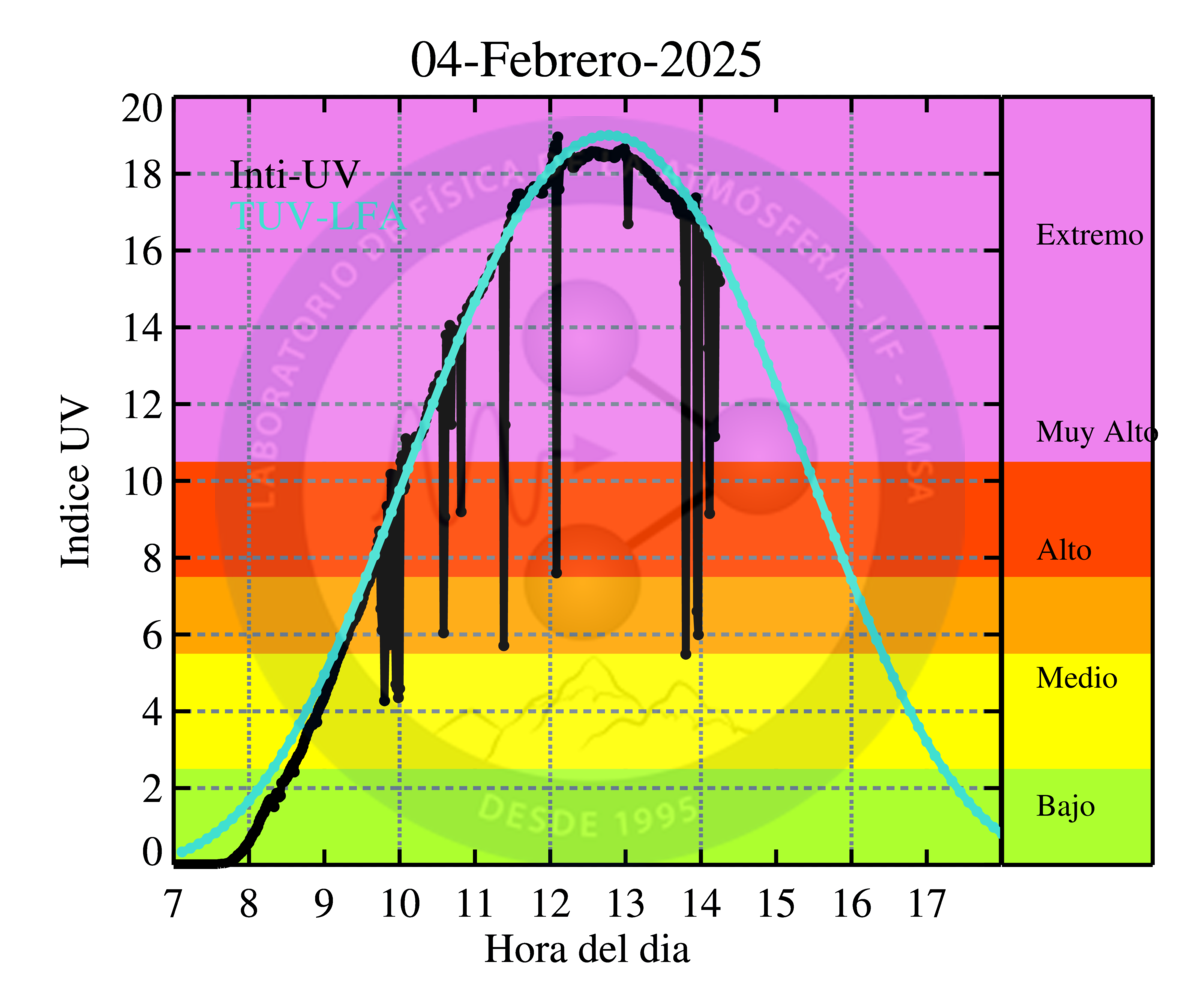 04-Febrero-2025
20
18
16
14
12
10
8
6
4
2
0
Indice UV
Inti-UV
TUV-LFA
LABORATORIO DE FÍSICA DE LA ATMÓSFERA - IIF - UMSA
DESDE 1995
Extremo
Muy Alto
Alto
Medio
Bajo
7 8 9 10 11 12 13 14 15 16 17
Hora del dia